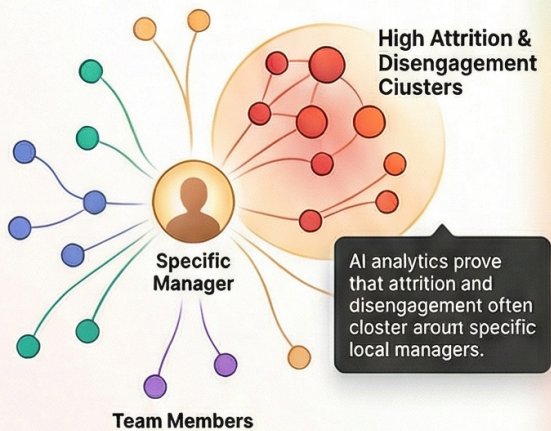 High Attrition &
Disengagement
Ciusters
Specific
Manager
AI analytics prove
that attrition and
disengagement often
closter arourt specific
local managers.
Team Members